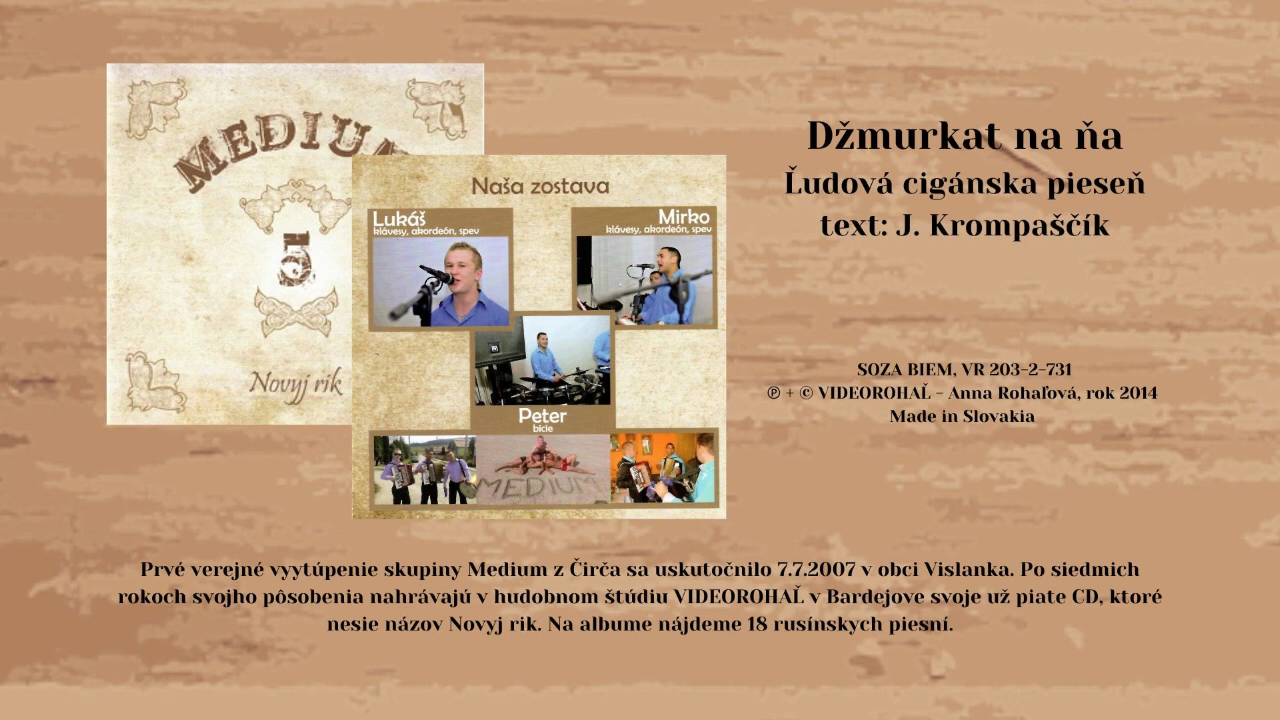 MEDIUM
5
Novyj rik
Naša zostava
Lukáš
klávesy, akordeón, spev
Mirko
klávesy, akordeón, spev
Peter
bicie
MEDIUM
Džmurkat na ňa
Ľudová cigánska pieseň
text: J. Krompaščík
SOZA BIEM, VR 203-2-731
℗ + © VIDEOROHAĽ - Anna Rohaľová, rok 2014
Made in Slovakia
Prvé verejné vyytúpenie skupiny Medium z Čirča sa uskutočnilo 7.7.2007 v obci Vislanka. Po siedmich
rokoch svojho pôsobenia nahrávajú v hudobnom štúdiu VIDEOROHAĽ v Bardejove svoje už piate CD, ktoré
nesie názov Novyj rik. Na albume nájdeme 18 rusínskych piesní.